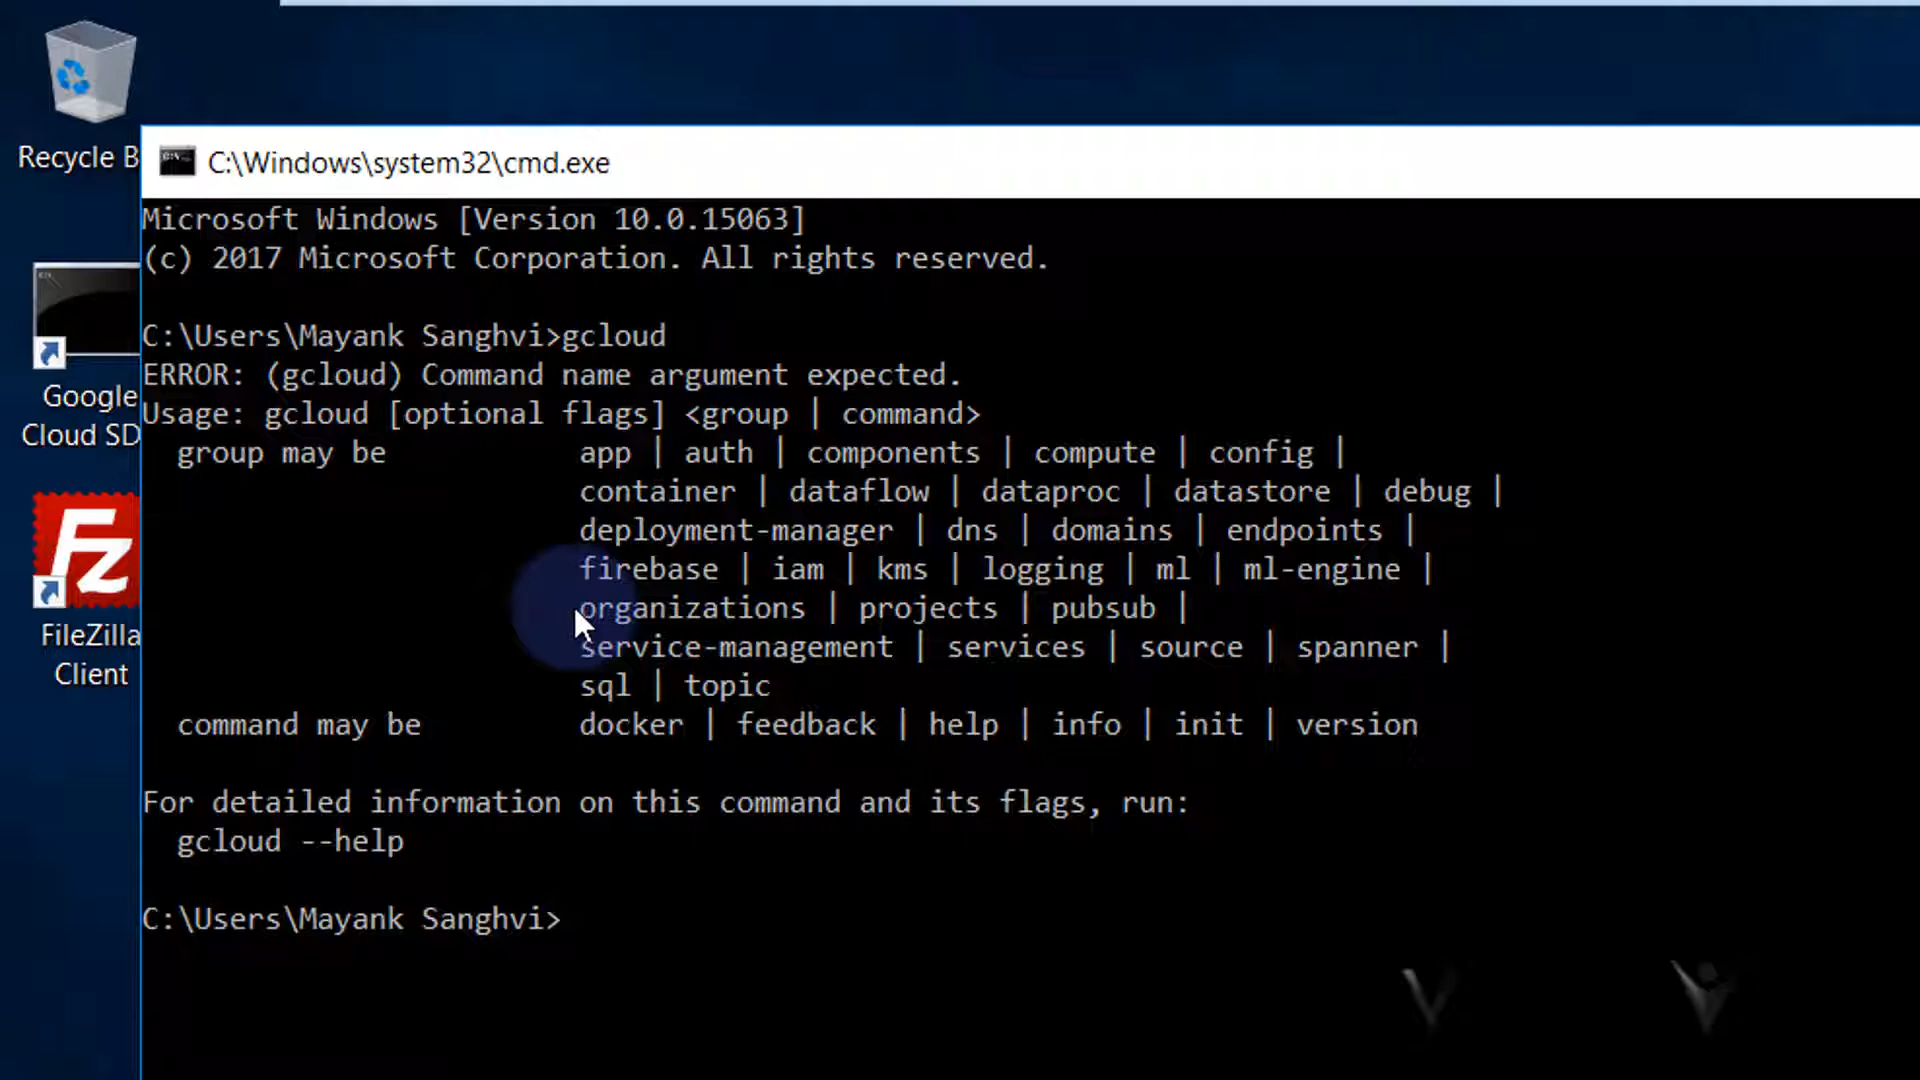 Recycle B
C:\Windows\system32\cmd.exe
Microsoft Windows [Version 10.0.15063]
(c) 2017 Microsoft Corporation. All rights reserved.
C:\Users\Mayank Sanghvi>gcloud
ERROR: (gcloud) Command name argument expected.
Usage: gcloud [optional flags] <group | command>
group may be app | auth | components | compute | config |
container | dataflow | dataproc | datastore | debug |
deployment-manager | dns | domains | endpoints |
firebase | iam | kms | logging | ml | ml-engine |
organizations | projects | pubsub |
service-management | services | source | spanner |
sql | topic
command may be docker | feedback | help | info | init | version
For detailed information on this command and its flags, run:
gcloud --help
C:\Users\Mayank Sanghvi>
Google
Cloud SD
Fz
FileZilla
Client